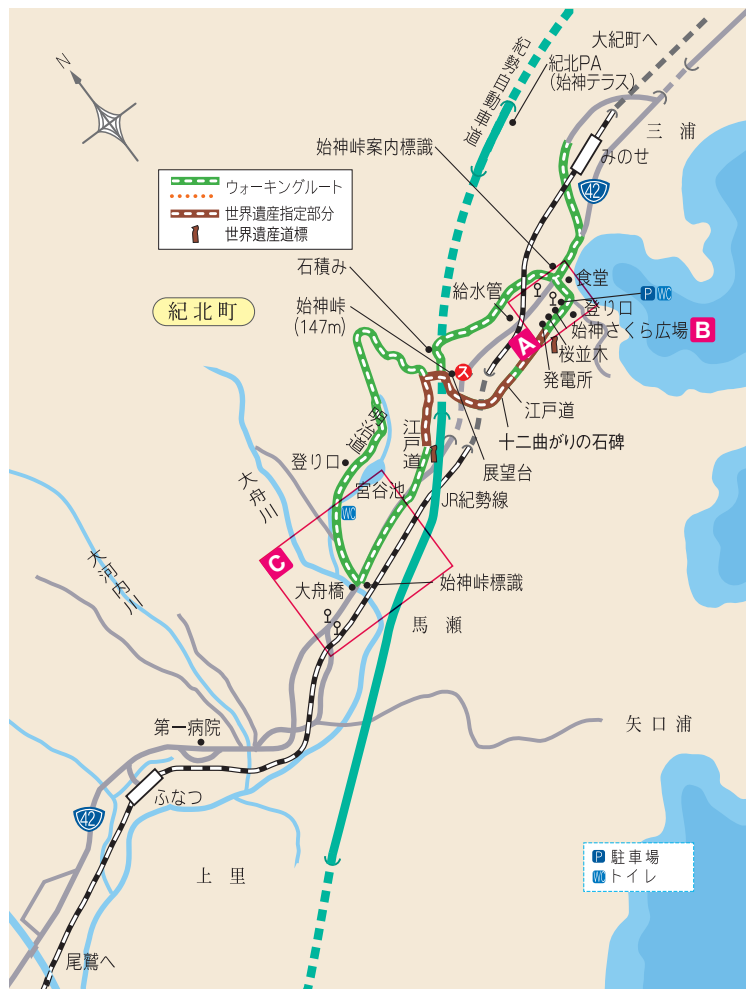 大紀町へ
紀北PA
(始神テラス)
紀勢自動車道
N
三浦
始神峠案内標識
みのせ
42
ウォーキングルート
世界遺産指定部分
世界遺産道標
石積み
給水管
食堂
P WC
登り口
始神さくら広場 B
紀北町
始神峠
(147m)
A
桜並木
発電所
ス
江戸道
十二曲がりの石碑
明治道
江戸道
展望台
登り口
宮谷池
JR紀勢線
大舟川
WC
大河内川
C
大舟橋
始神峠標識
馬瀬
第一病院
矢口浦
ふなつ
42
上里
P 駐車場
WC トイレ
尾鷲へ